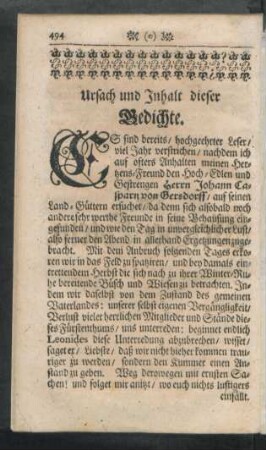 494
Ursach und Inhalt dieser
Gedichte.
ES sind bereits/ hochgeehrter Leser/
viel Jahr verstrichen/ nachdem ich
auf öfters Anhalten meines Her-
tzens-Freund den Hoch-Edlen und
Gestrengen Herrn Johann Ca-
sparn von Gersdorff/ auf seinen
Land-Gütern ersuchet/ da denn sich alsbald noch
andere sehr werthe Freunde in seine Behausung ein-
gefunden/ und wie den Tag in unvergleichlicher Lust/
also ferner den Abend in allerhand Ergetzungen zuge-
bracht. Mit dem Anbruch folgenden Tages erkoh-
ren wir in das Feld zu spatziren/ und bey damals ein-
trettendem Herbst die sich nach zu ihrer Winter-Ru-
he bereitende Büsch und Wiesen zu betrachten. In-
dem wir daselbst von dem Zustand des gemeinen
Vaterlandes: unserer selbst eigenen Vergängligkeit/
Verlust vieler herrlichen Mitglieder und Stände die-
ses Fürstenthums/ uns unterreden: beginnet endlich
Leonides diese Unterredung abzubrechen/ wisset/
saget er/ Liebste/ daß wir nicht hieher kommen trau-
riger zu werden/ sondern den Kummer einen An-
stand zu geben. Weg derowegen mit ernsten Sa-
chen! und folget mir anitzt/ wo euch nichts lustigers
einfällt.